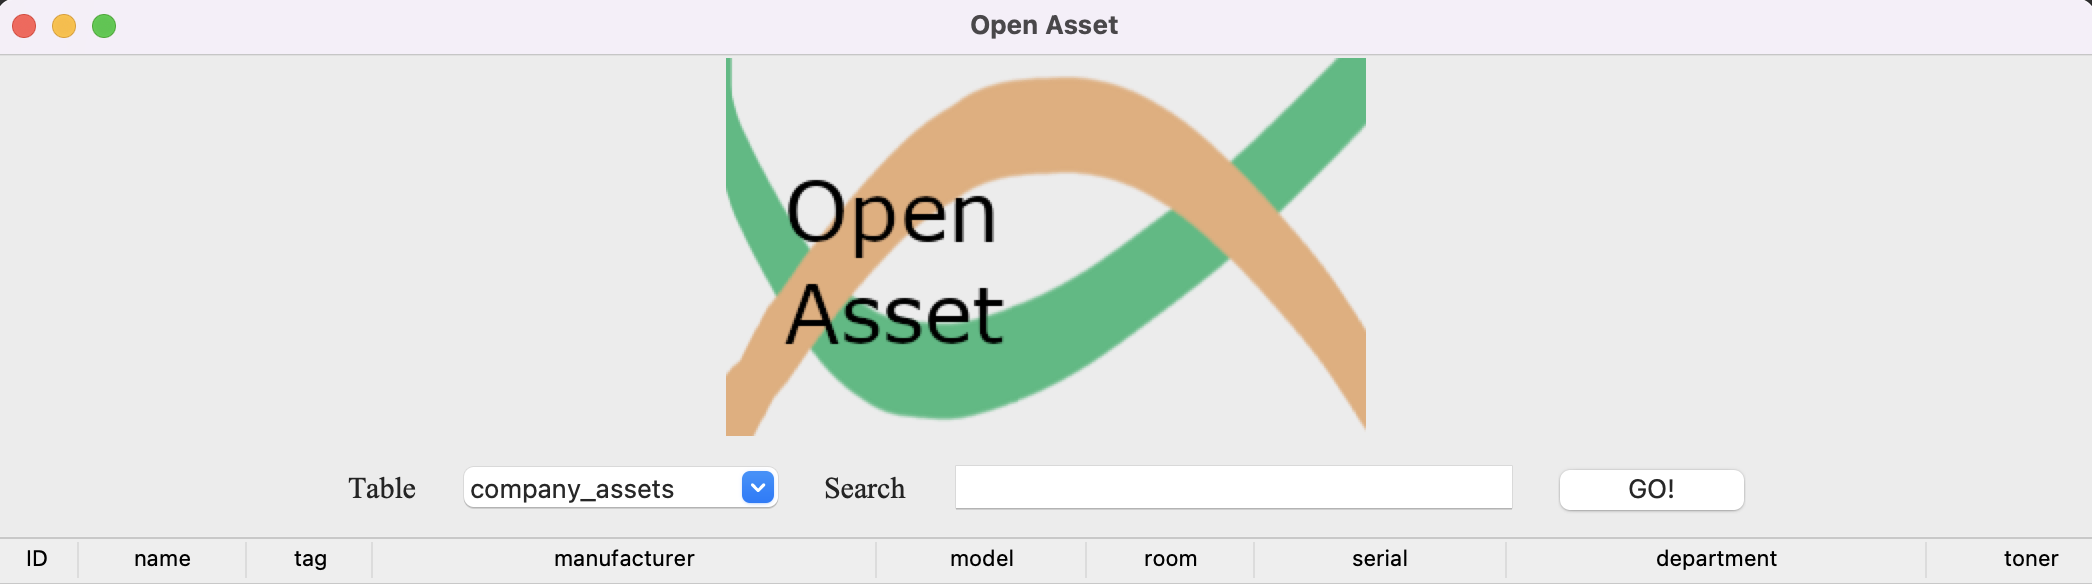 Open Asset
Open
Asset
Table company_assets Search GO!
ID name tag manufacturer model room serial department toner